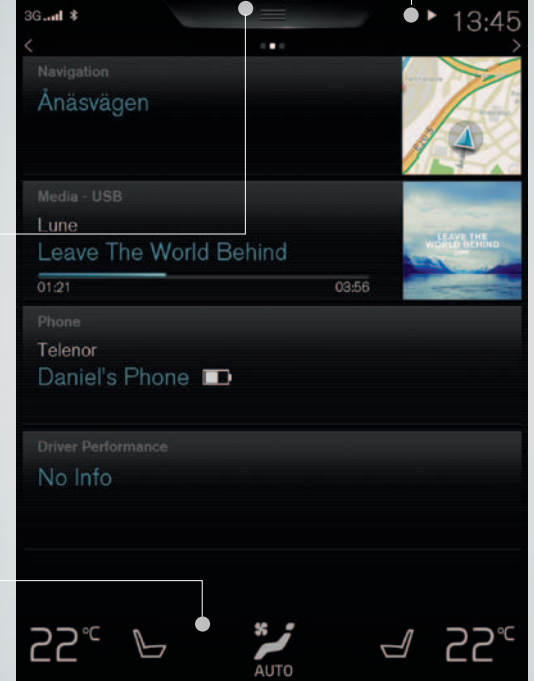 3G
13:45
Navigation
Ånäsvägen
Media - USB
Lune
Leave The World Behind
01:21
03:56
LEAVE THE
WORLD BEHIND
Phone
Telenor
Daniel's Phone
Driver Performance
No Info
22°C
AUTO
22°C